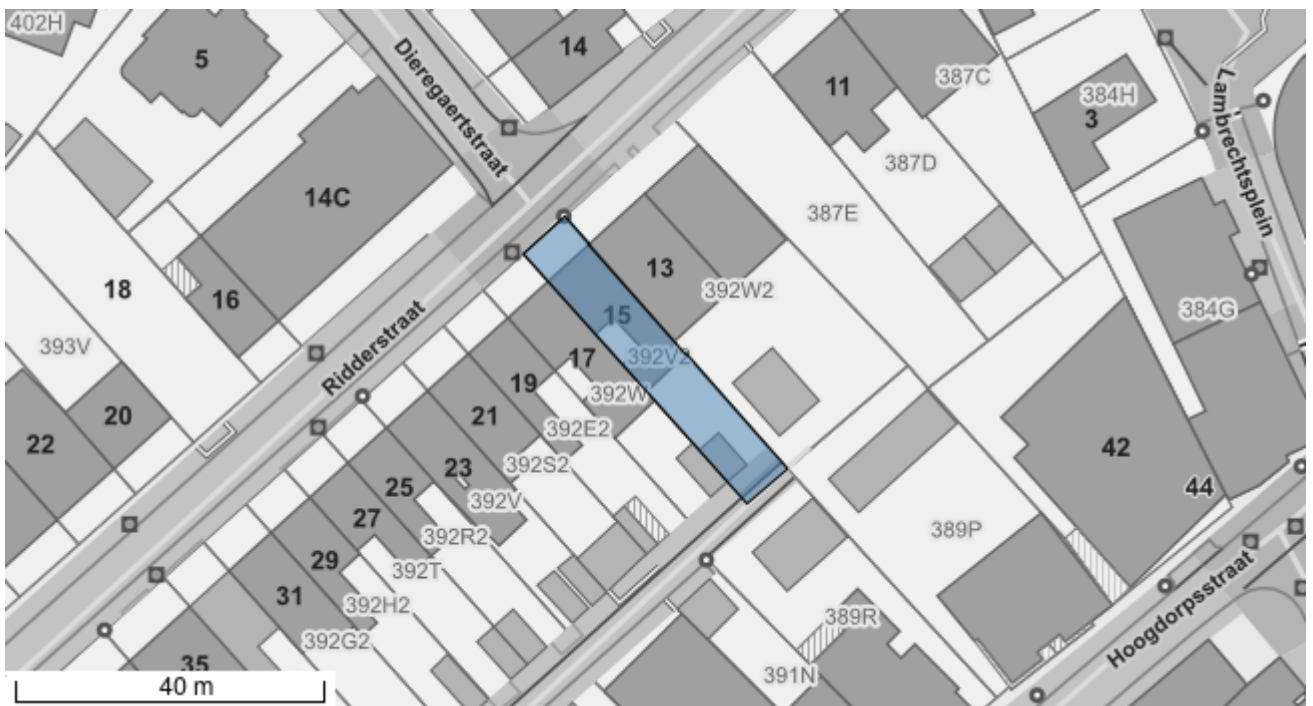 402H
5
Dieregaertstraat
14
11
387C
384H
3
Lambrechtsplein
14C
387D
387E
18
16
13
392W2
384G
393V
Ridderstraat
15
17
392V2
392W
19
20
22
21
392E2
42
23
392S2
44
25
392V
27
392R2
389P
29
392T
Hoogdorpsstraat
31
392H2
389R
392G2
35
391N
40 m